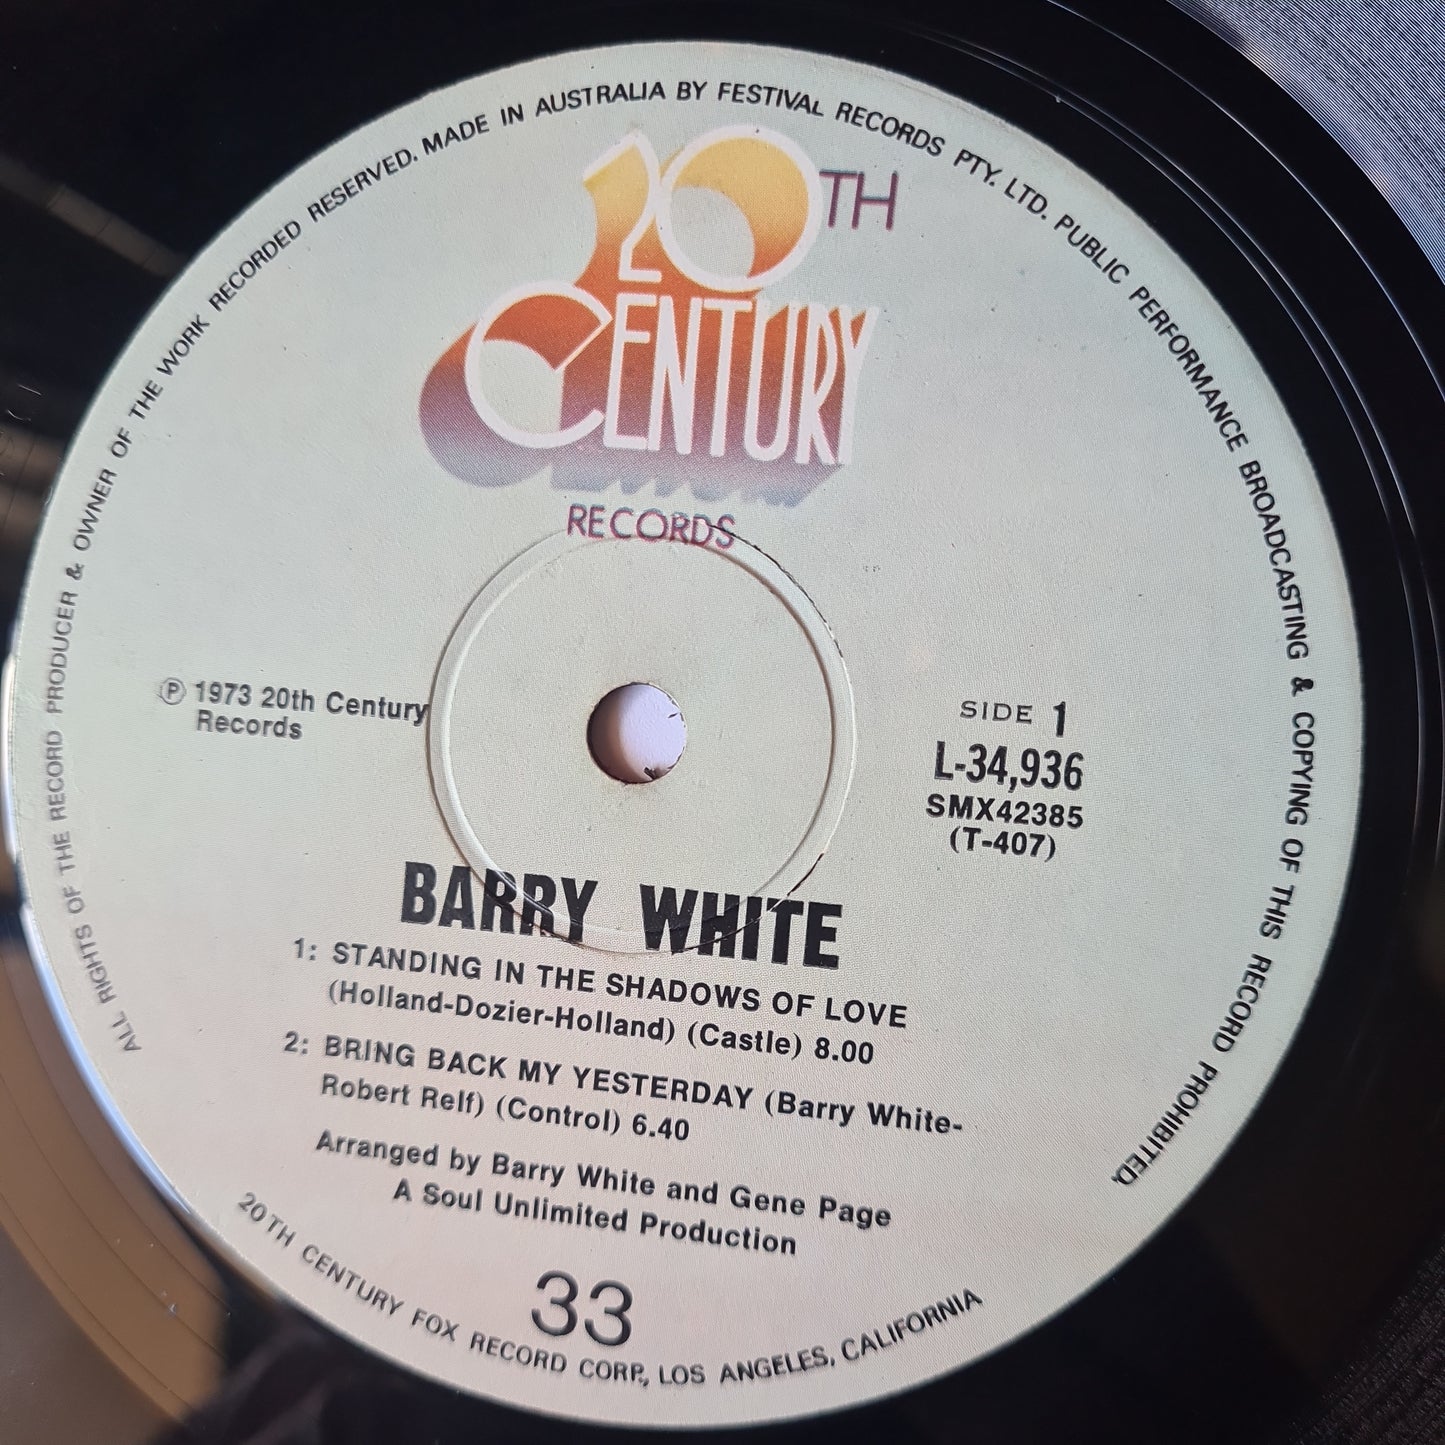 ALL RIGHTS OF THE RECORD PRODUCER & OWNER OF THE WORK RECORDED RESERVED. MADE IN AUSTRALIA BY FESTIVAL RECORDS PTY. LTD. PUBLIC PERFORMANCE BROADCASTING & COPYING OF THIS RECORD PROHIBITED.
20TH
CENTURY
RECORDS
℗ 1973 20th Century
Records
SIDE 1
L-34,936
SMX42385
(T-407)
BARRY WHITE
1: STANDING IN THE SHADOWS OF LOVE
(Holland-Dozier-Holland) (Castle) 8.00
2: BRING BACK MY YESTERDAY (Barry White-
Robert Relf) (Control) 6.40
Arranged by Barry White and Gene Page
A Soul Unlimited Production
33
20TH CENTURY FOX RECORD CORP., LOS ANGELES, CALIFORNIA